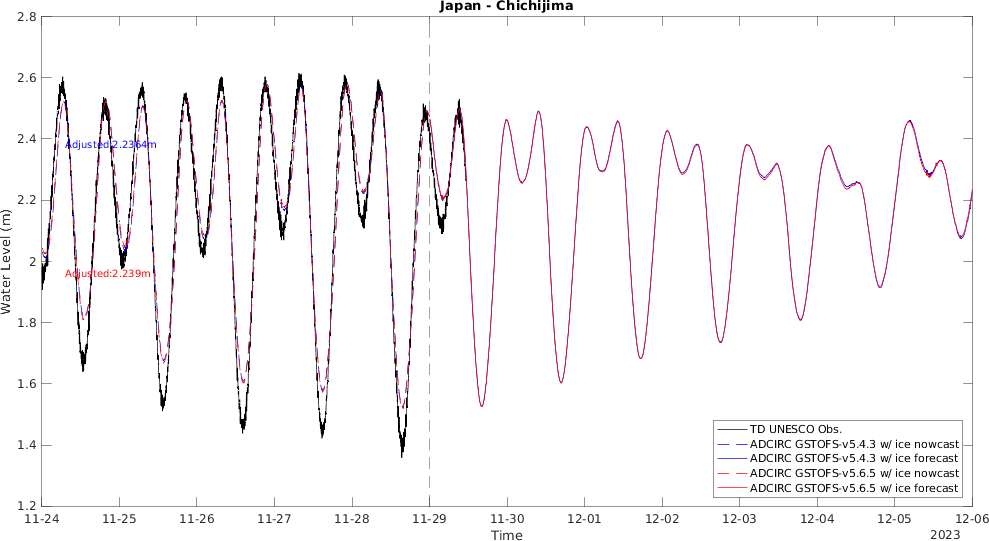 Japan - Chichijima
2.8
2.6
2.4
2.2
2
1.8
1.6
1.4
1.2
Water Level (m)
Adjusted:2.2364m
Adjusted:2.239m
TD UNESCO Obs.
ADCIRC GSTOFS-v5.4.3 w/ ice nowcast
ADCIRC GSTOFS-v5.4.3 w/ ice forecast
ADCIRC GSTOFS-v5.6.5 w/ ice nowcast
ADCIRC GSTOFS-v5.6.5 w/ ice forecast
11-24 11-25 11-26 11-27 11-28 11-29 11-30 12-01 12-02 12-03 12-04 12-05 12-06
Time
2023